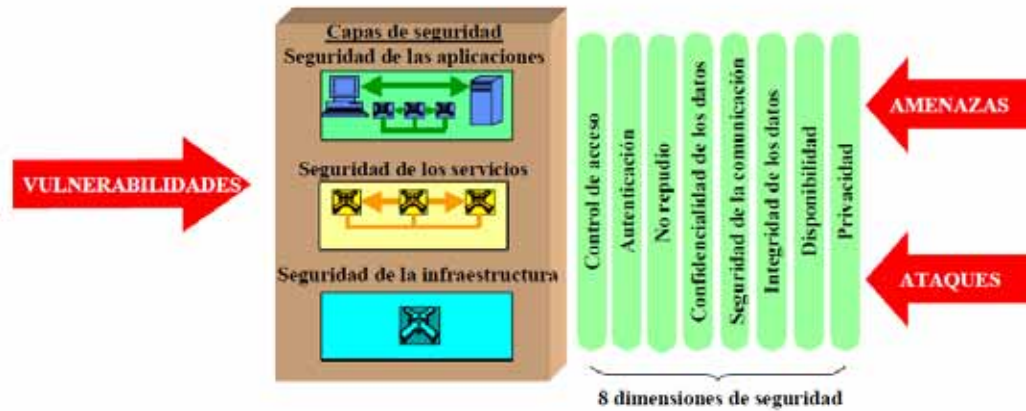 Capas de seguridad
Seguridad de las aplicaciones
Seguridad de los servicios
Seguridad de la infraestructura
VULNERABILIDADES
Control de acceso
Autenticación
No repudio
Confidencialidad de los datos
Seguridad de la comunicación
Integridad de los datos
Disponibilidad
Privacidad
8 dimensiones de seguridad
AMENAZAS
ATAQUES